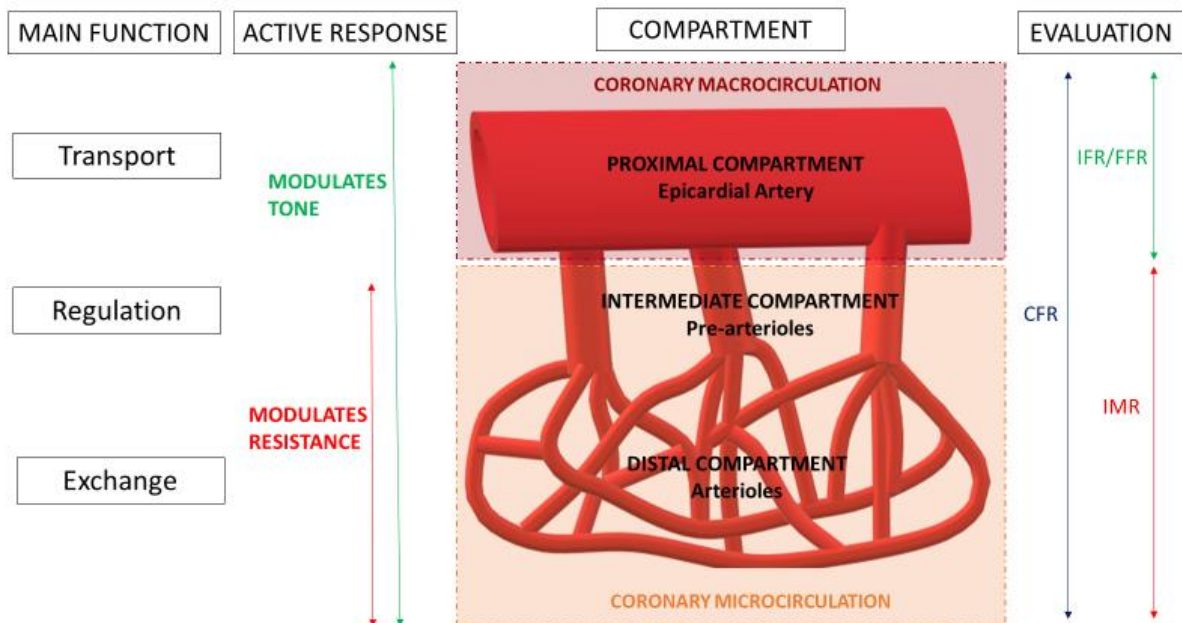 MAIN FUNCTION
ACTIVE RESPONSE
COMPARTMENT
EVALUATION
CORONARY MACROCIRCULATION
Transport
MODULATES
TONE
PROXIMAL COMPARTMENT
Epicardial Artery
IFR/FFR
Regulation
INTERMEDIATE COMPARTMENT
Pre-arterioles
CFR
MODULATES
RESISTANCE
IMR
Exchange
DISTAL COMPARTMENT
Arterioles
CORONARY MICROCIRCULATION